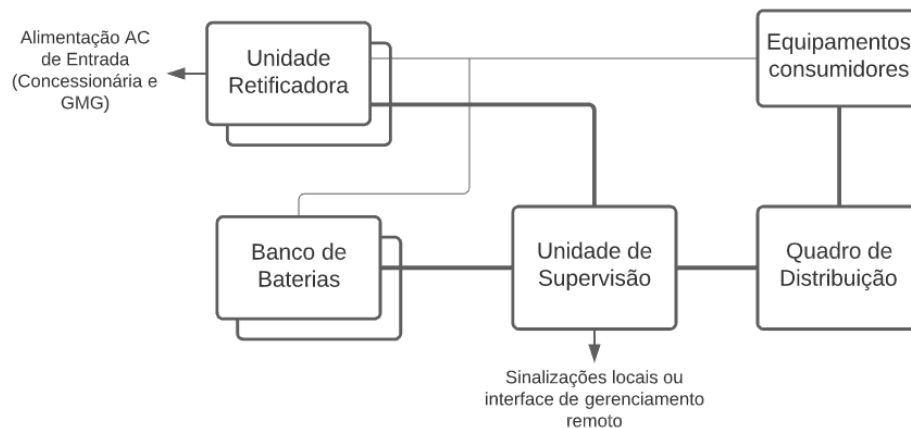 Alimentação AC
de Entrada
(Concessionária e
GMG)
Unidade
Retificadora
Equipamentos
consumidores
Banco de
Baterias
Unidade de
Supervisão
Quadro de
Distribuição
Sinalizações locais ou
interface de gerenciamento
remoto